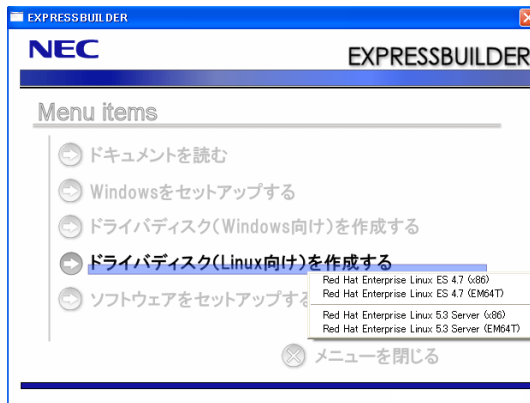 EXPRESSBUILDER
NEC
EXPRESSBUILDER
Menu items
ドキュメントを読む
Windowsをセットアップする
ドライバディスク(Windows向け)を作成する
ドライバディスク(Linux向け)を作成する
Red Hat Enterprise Linux ES 4.7 (x86)
Red Hat Enterprise Linux ES 4.7 (EM64T)
Red Hat Enterprise Linux 5.3 Server (x86)
Red Hat Enterprise Linux 5.3 Server (EM64T)
ソフトウェアをセットアップする
メニューを閉じる